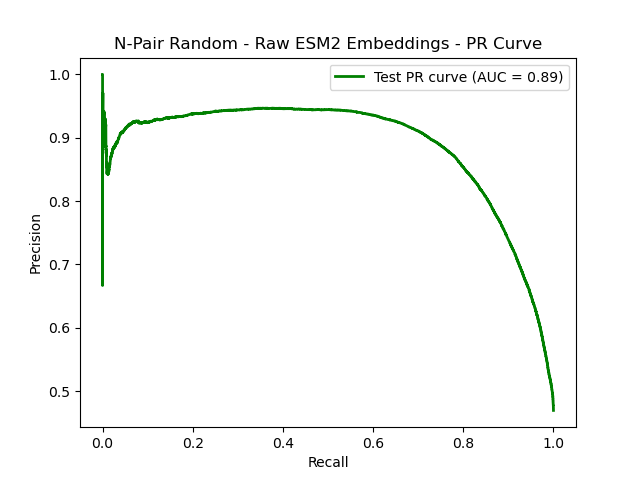 N-Pair Random - Raw ESM2 Embeddings - PR Curve
Test PR curve (AUC = 0.89)
1.0
0.9
0.8
0.7
0.6
0.5
Precision
0.0 0.2 0.4 0.6 0.8 1.0
Recall